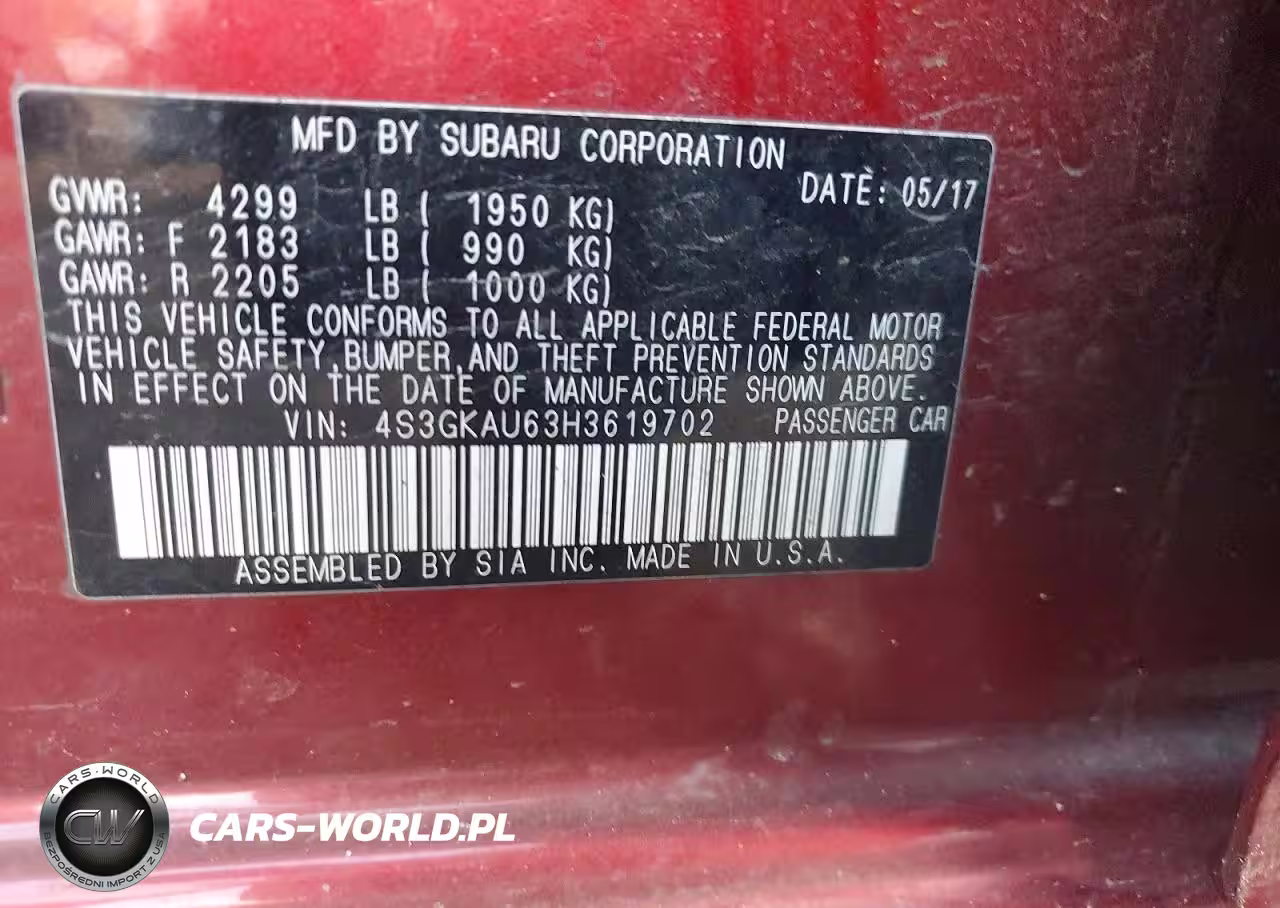 MFD BY SUBARU CORPORATION
DATE: 05/17
GVWR: 4299 LB ( 1950 KG)
GAWR: F 2183 LB ( 990 KG)
GAWR: R 2205 LB ( 1000 KG)
THIS VEHICLE CONFORMS TO ALL APPLICABLE FEDERAL MOTOR
VEHICLE SAFETY,BUMPER,AND THEFT PREVENTION STANDARDS
IN EFFECT ON THE DATE OF MANUFACTURE SHOWN ABOVE.
VIN: 4S3GKAU63H3619702 PASSENGER CAR
ASSEMBLED BY SIA INC. MADE IN U.S.A.
CARS-WORLD
CW
BEZPOŚREDNI IMPORT Z USA
CARS-WORLD.PL